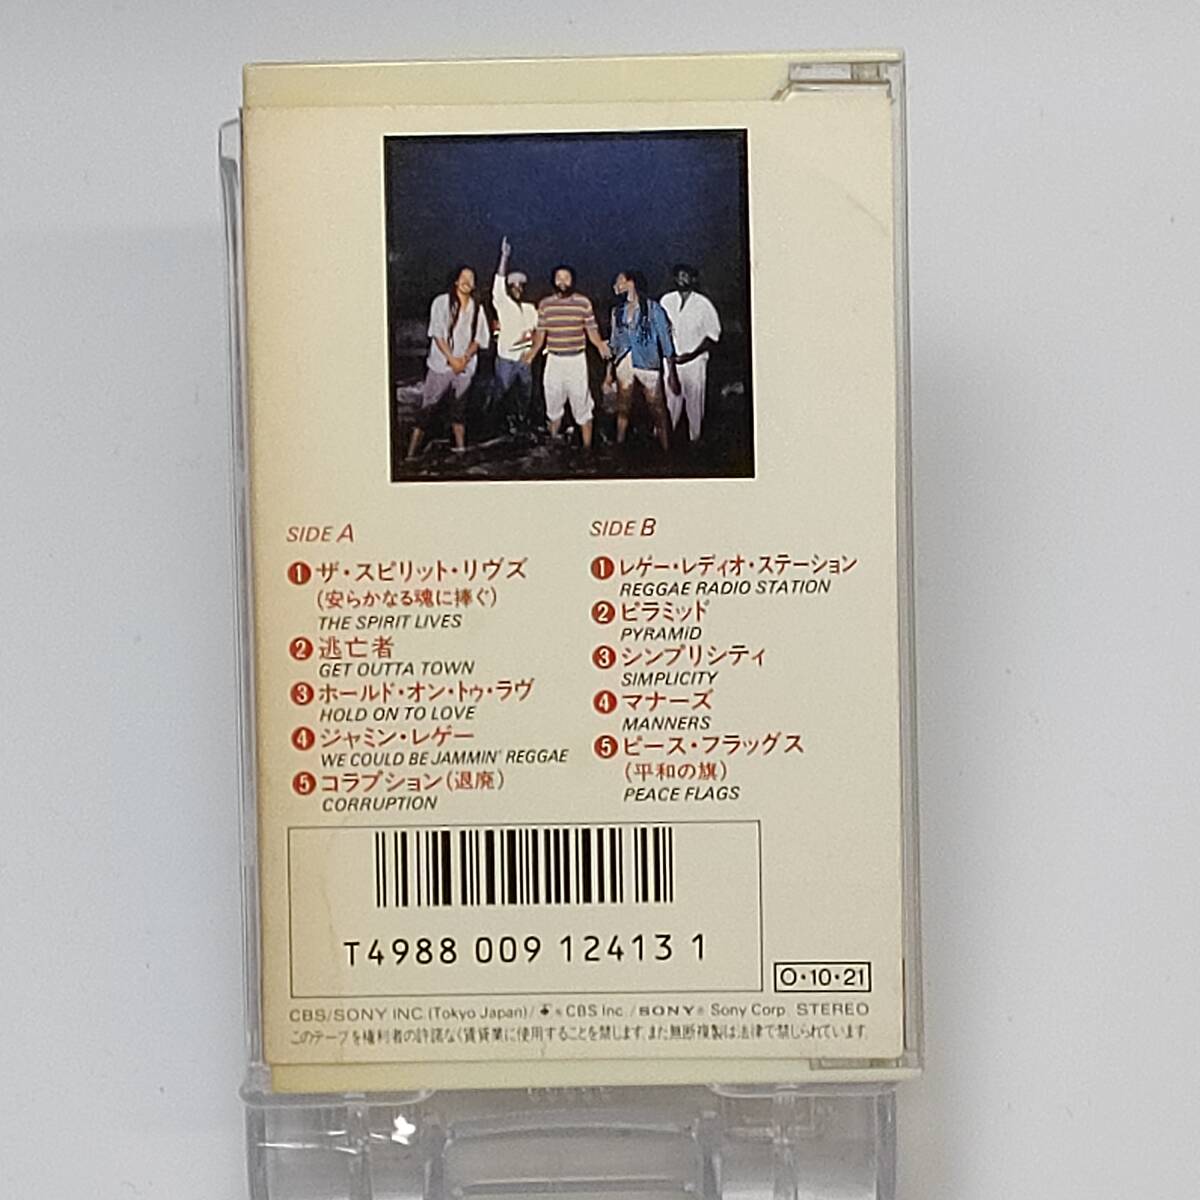 SIDE A
❶ ザ・スピリット・リヴズ
(安らかなる魂に捧ぐ)
THE SPIRIT LIVES
❷ 逃亡者
GET OUTTA TOWN
❸ ホールド・オン・トゥ・ラヴ
HOLD ON TO LOVE
❹ ジャミン・レゲー
WE COULD BE JAMMIN' REGGAE
❺ コラプション(退廃)
CORRUPTION
SIDE B
❶ レゲー・レディオ・ステーション
REGGAE RADIO STATION
❷ ピラミッド
PYRAMID
❸ シンプリシティ
SIMPLICITY
❹ マナーズ
MANNERS
❺ ピース・フラッグス
(平和の旗)
PEACE FLAGS
T4988 009 12413 1
O・10・21
CBS/SONY INC. (Tokyo Japan)/ ® CBS Inc. / SONY® Sony Corp. STEREO
このテープを権利者の許諾なく賃貸業に使用することを禁じます。また無断複製は法律で禁じられています。